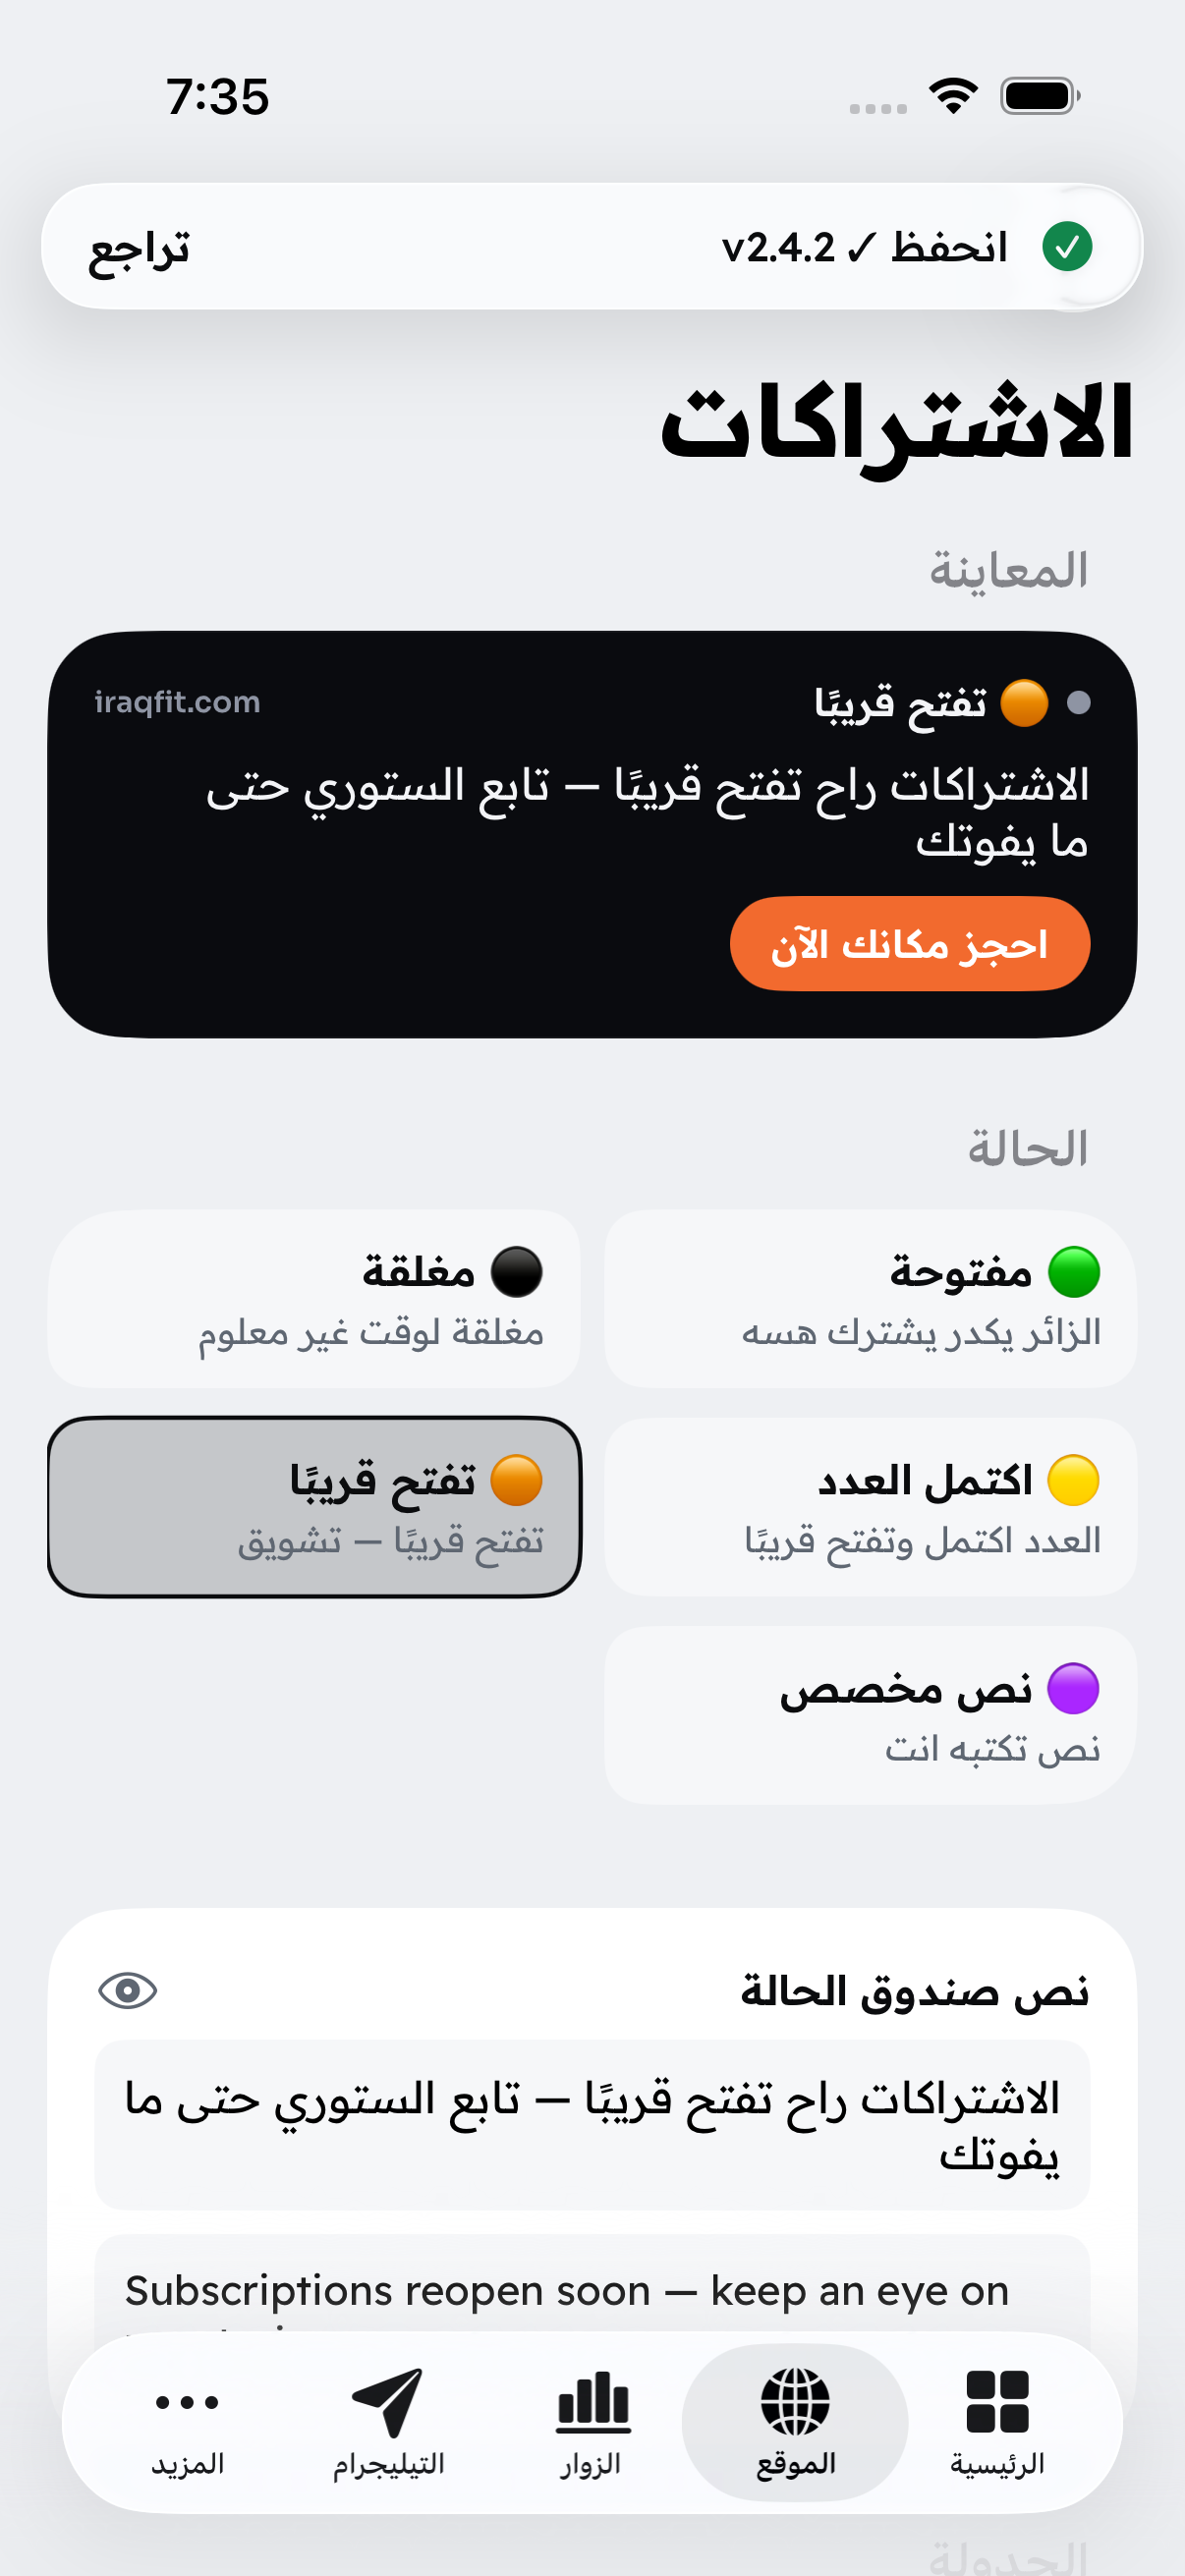 7:35
انحفظ ✓ v2.4.2
تراجع
الاشتراكات
المعاينة
تفتح قريبًا
iraqfit.com
الاشتراكات راح تفتح قريبًا — تابع الستوري حتى
ما يفوتك
احجز مكانك الآن
الحالة
مفتوحة
الزائر يكدر يشترك هسه
مغلقة
مغلقة لوقت غير معلوم
اكتمل العدد
العدد اكتمل وتفتح قريبًا
تفتح قريبًا
تفتح قريبًا — تشويق
نص مخصص
نص تكتبه انت
نص صندوق الحالة
الاشتراكات راح تفتح قريبًا — تابع الستوري حتى ما
يفوتك
Subscriptions reopen soon — keep an eye on
الرئيسية
الموقع
الزوار
التيليجرام
المزيد
الجدولة